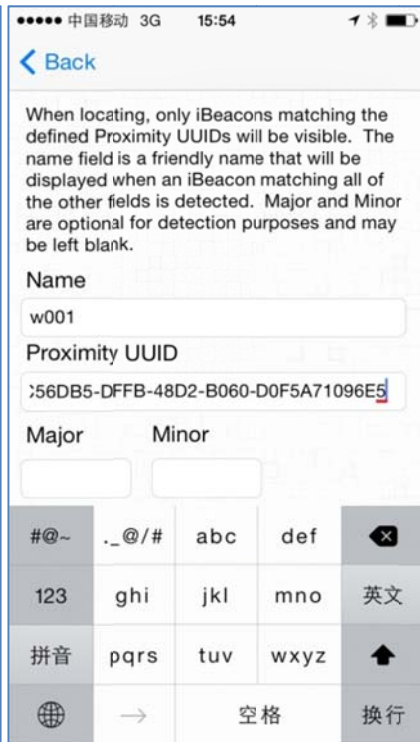 中国移动 3G 15:54
Back
When locating, only iBeacons matching the
defined Proximity UUIDs will be visible. The
name field is a friendly name that will be
displayed when an iBeacon matching all of
the other fields is detected. Major and Minor
are optional for detection purposes and may
be left blank.
Name
w001
Proximity UUID
56DB5-DFFB-48D2-B060-D0F5A71096E5
Major Minor
#@~ ._@/# abc def
123 ghi jkl mno 英文
拼音 pqrs tuv wxyz
空格 换行